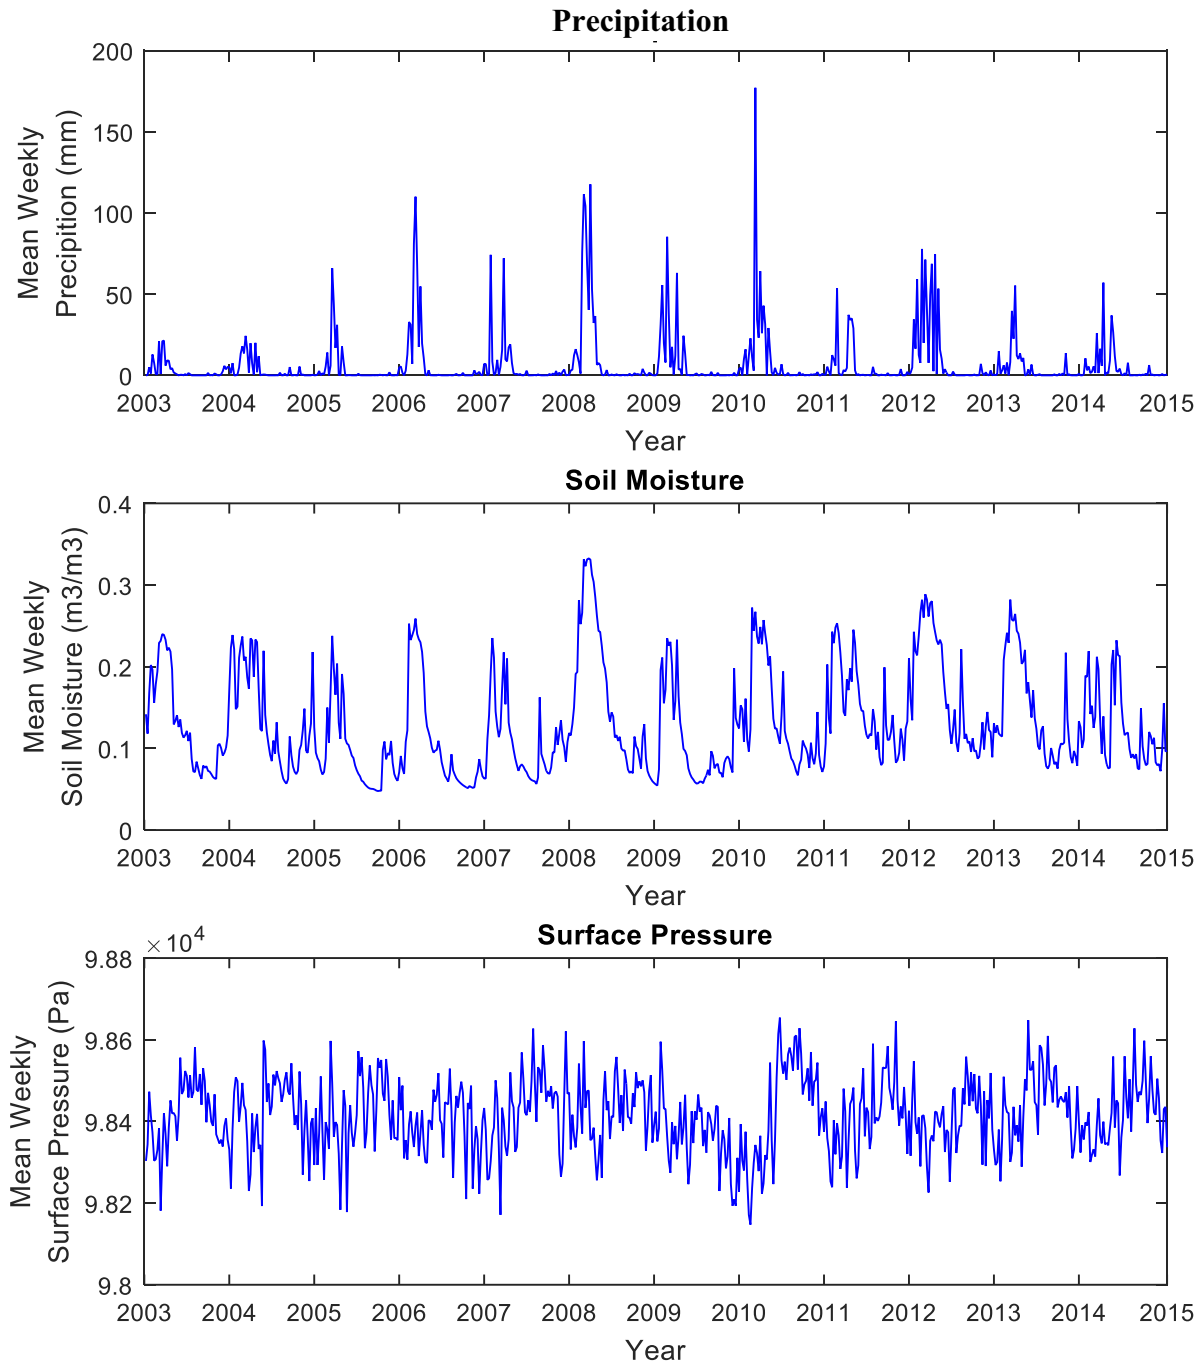 Precipitation
Mean Weekly
Precipition (mm)
200
150
100
50
0
2003 2004 2005 2006 2007 2008 2009 2010 2011 2012 2013 2014 2015
Year
Soil Moisture
Mean Weekly
Soil Moisture (m3/m3)
0.4
0.3
0.2
0.1
0
2003 2004 2005 2006 2007 2008 2009 2010 2011 2012 2013 2014 2015
Year
Surface Pressure
×10⁴
Mean Weekly
Surface Pressure (Pa)
9.88
9.86
9.84
9.82
9.8
2003 2004 2005 2006 2007 2008 2009 2010 2011 2012 2013 2014 2015
Year